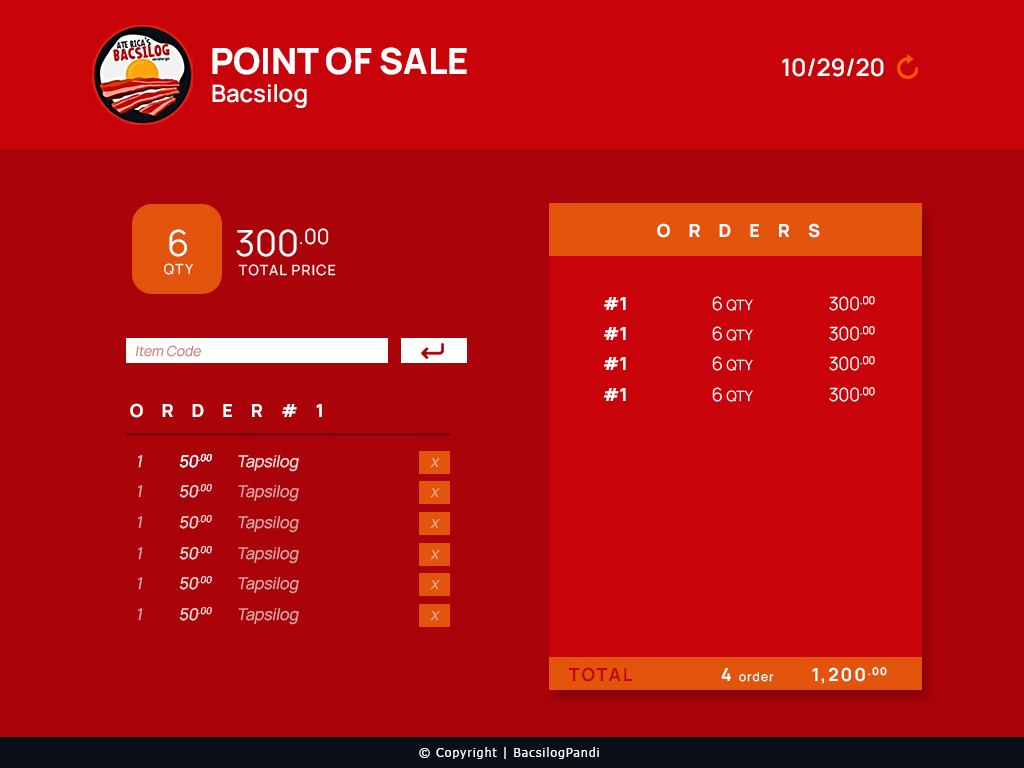 ATE RICA'S
BACSILOG
POINT OF SALE
Bacsilog
10/29/20
6
QTY
300.00
TOTAL PRICE
Item Code
ORDER#1
1 50.00 Tapsilog x
1 50.00 Tapsilog x
1 50.00 Tapsilog x
1 50.00 Tapsilog x
1 50.00 Tapsilog x
1 50.00 Tapsilog x
ORDERS
#1 6 QTY 300.00
#1 6 QTY 300.00
#1 6 QTY 300.00
#1 6 QTY 300.00
TOTAL 4 order 1,200.00
© Copyright | BacsilogPandi